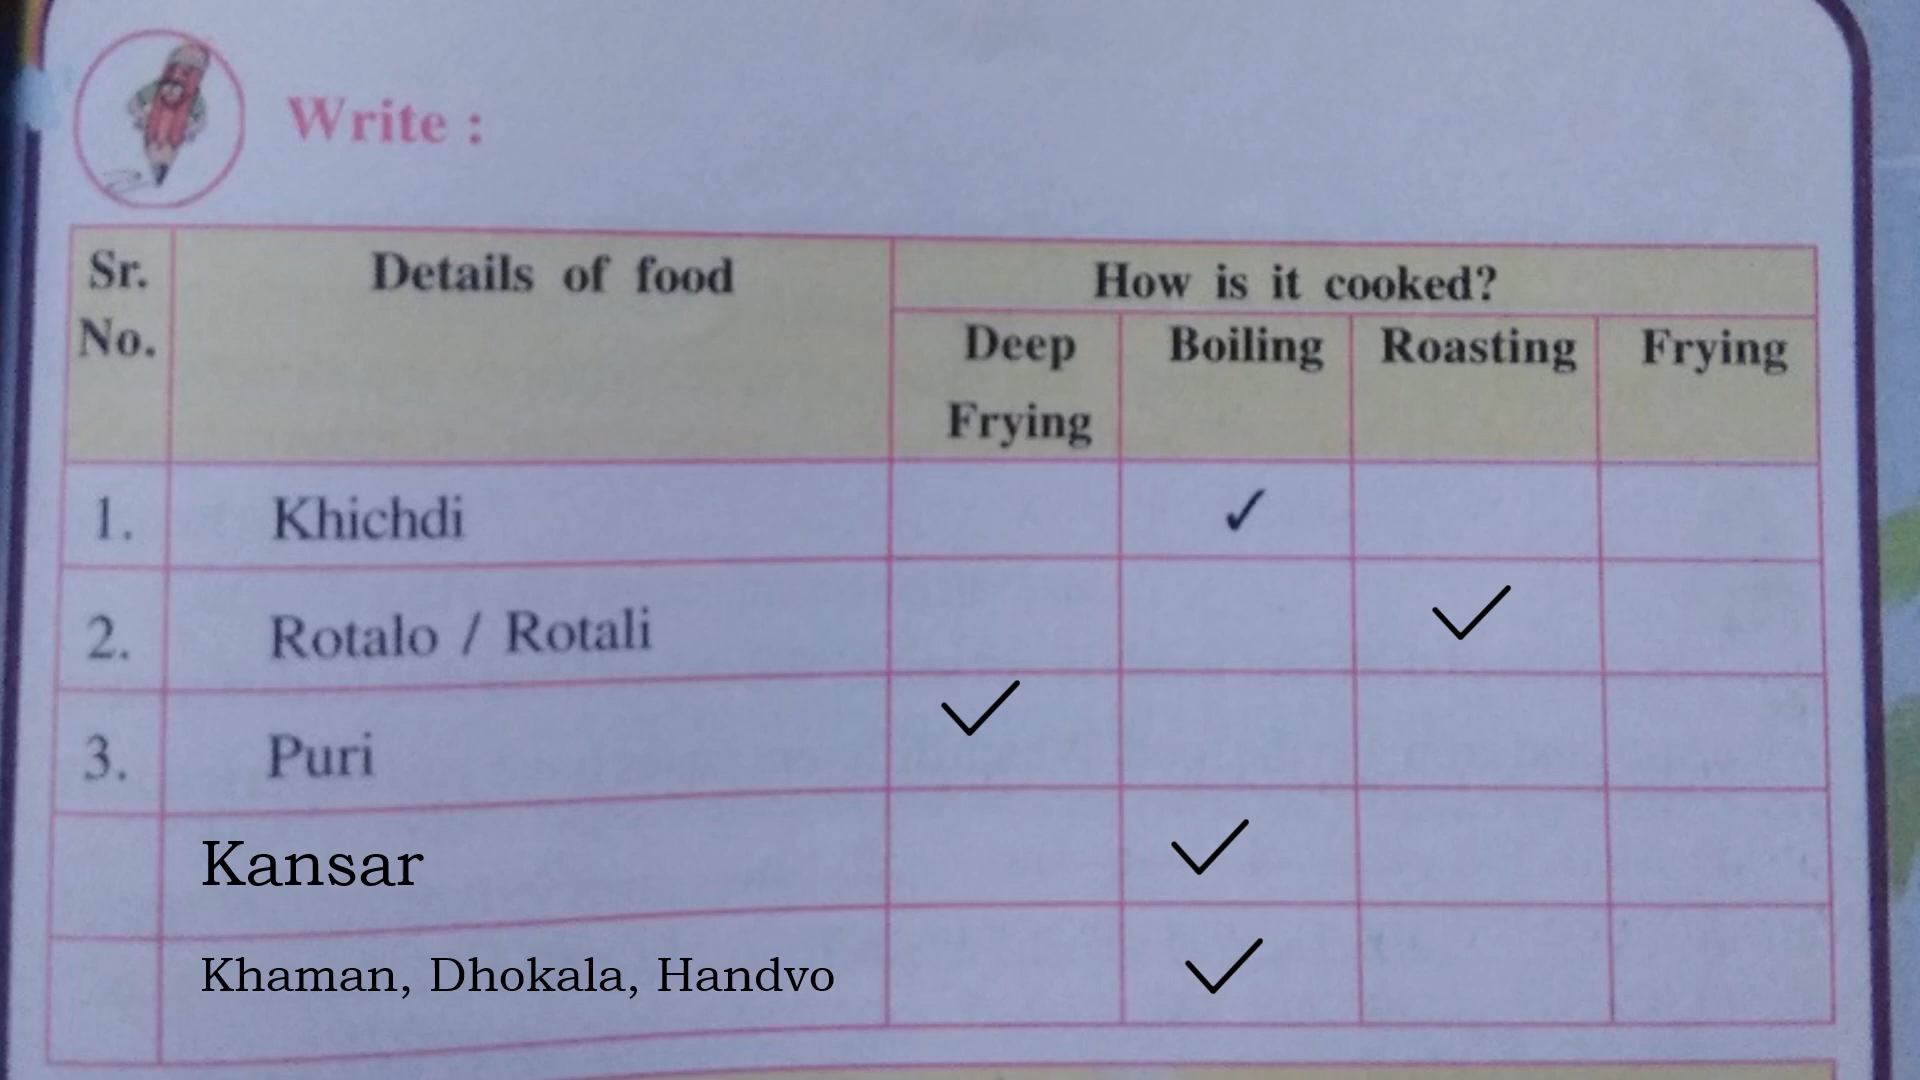 Write :
Sr. No. Details of food How is it cooked?
Deep Frying Boiling Roasting Frying
1. Khichdi ✓
2. Rotalo / Rotali ✓
3. Puri ✓
Kansar ✓
Khaman, Dhokala, Handvo ✓